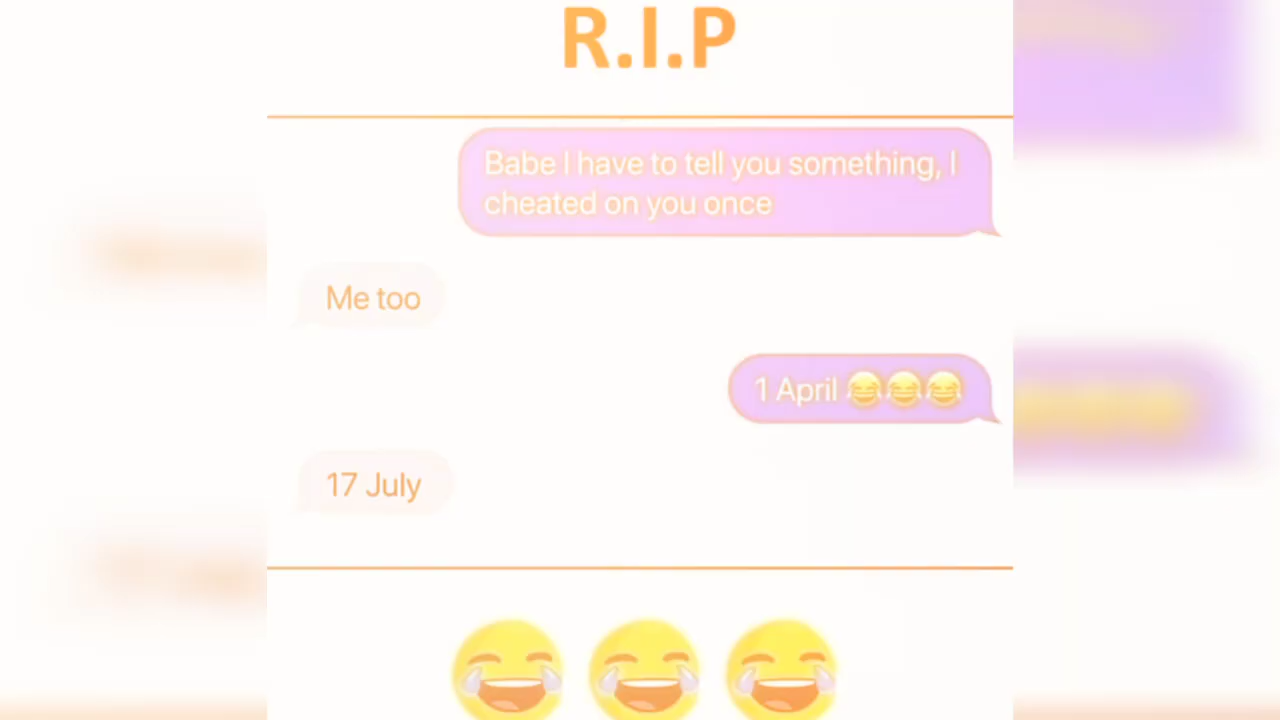 R.I.P
Babe I have to tell you something, I
cheated on you once
Me too
1 April 😂😂😂
17 July